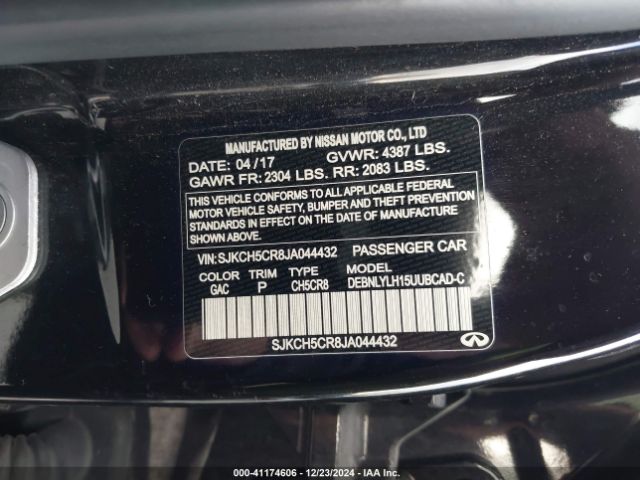 MANUFACTURED BY NISSAN MOTOR CO., LTD
DATE: 04/17 GVWR: 4387 LBS.
GAWR FR: 2304 LBS. RR: 2083 LBS.
THIS VEHICLE CONFORMS TO ALL APPLICABLE FEDERAL
MOTOR VEHICLE SAFETY, BUMPER AND THEFT PREVENTION
STANDARDS IN EFFECT ON THE DATE OF MANUFACTURE
SHOWN ABOVE.
VIN:SJKCH5CR8JA044432 PASSENGER CAR
COLOR TRIM TYPE MODEL
GAC P CH5CR8 DEBNLYLH15UUBCAD-C
SJKCH5CR8JA044432
000-41174606 • 12/23/2024 • IAA Inc.